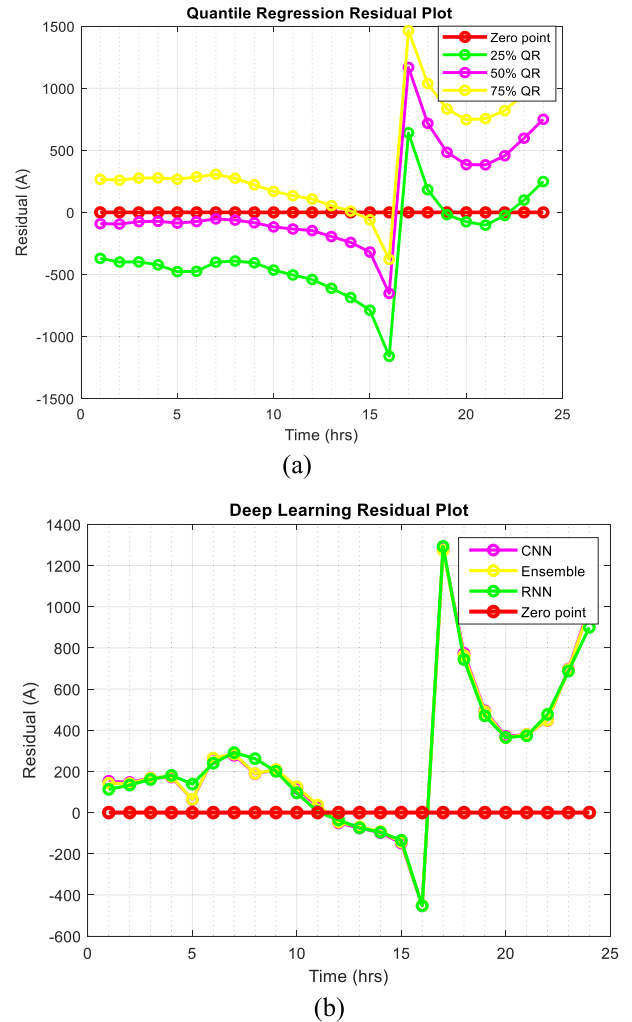 Quantile Regression Residual Plot
1500
1000
500
0
-500
-1000
-1500
Residual (A)
Zero point
25% QR
50% QR
75% QR
0 5 10 15 20 25
Time (hrs)
(a)
Deep Learning Residual Plot
1400
1200
1000
800
600
400
200
0
-200
-400
-600
Residual (A)
CNN
Ensemble
RNN
Zero point
0 5 10 15 20 25
Time (hrs)
(b)